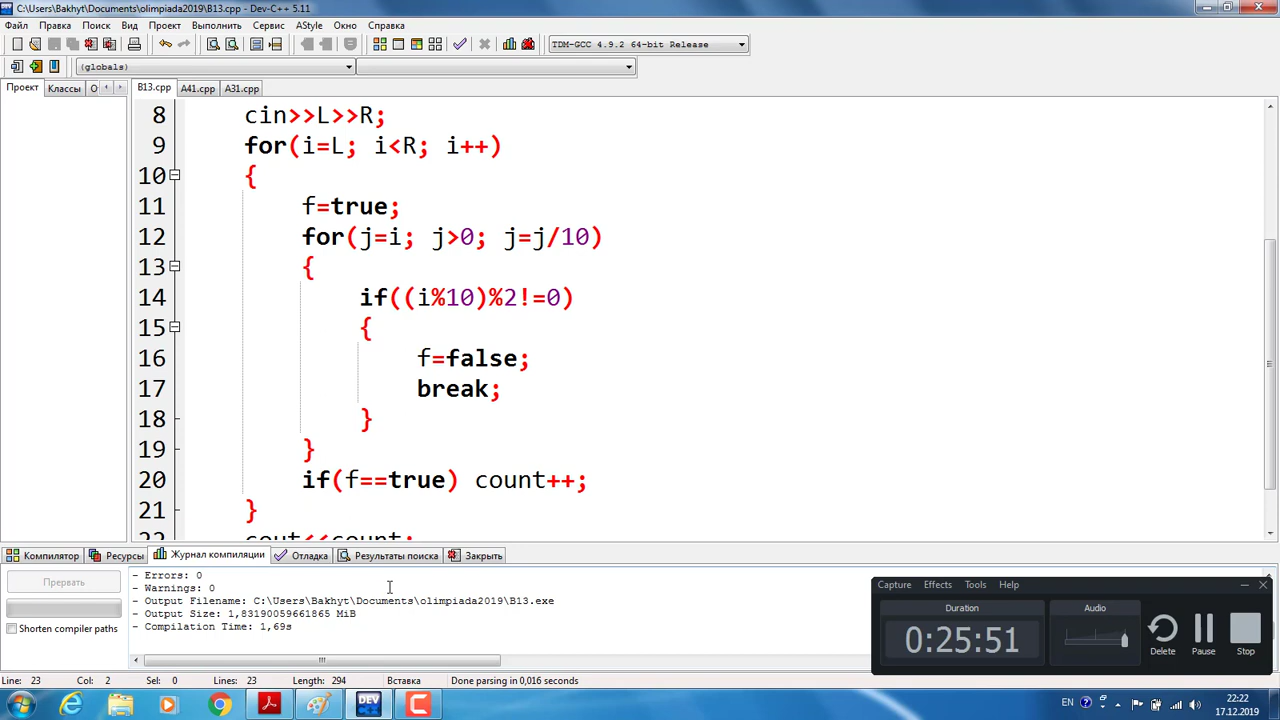 C:\Users\Bakhyt\Documents\olimpiada2019\B13.cpp - Dev-C++ 5.11
Файл Правка Поиск Вид Проект Выполнить Сервис AStyle Окно Справка
TDM-GCC 4.9.2 64-bit Release
(globals)
Проект Классы О B13.cpp A41.cpp A31.cpp
8 cin>>L>>R;
9 for(i=L; i<R; i++)
10 {
11 f=true;
12 for(j=i; j>0; j=j/10)
13 {
14 if((i%10)%2!=0)
15 {
16 f=false;
17 break;
18 }
19 }
20 if(f==true) count++;
21 }
22 cout<<count;
Компилятор Ресурсы Журнал компиляции Отладка Результаты поиска Закрыть
Прервать
Shorten compiler paths
- Errors: 0
- Warnings: 0
- Output Filename: C:\Users\Bakhyt\Documents\olimpiada2019\B13.exe
- Output Size: 1,83190059661865 MiB
- Compilation Time: 1,69s
Capture Effects Tools Help
Duration
0:25:51
Audio
Delete Pause Stop
Line: 23 Col: 2 Sel: 0 Lines: 23 Length: 294 Вставка Done parsing in 0,016 seconds
DEV
EN
22:22
17.12.2019